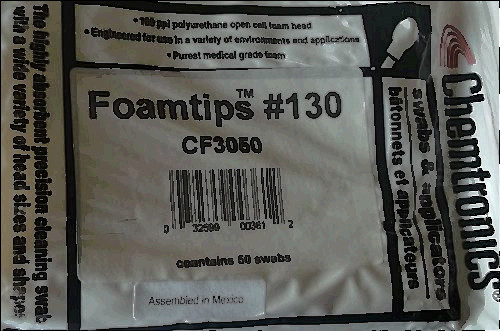 • 100 ppi polyurethane open cell foam head
• Engineered for use in a variety of environments and applications
• Purest medical grade foam
Foamtips™ #130
CF3050
0 32599 00361 2
contains 50 swabs
Assembled in Mexico
The highly absorbent precision cleaning swab
with a wide variety of head sizes and shapes
Chemtronics®
swabs & applicators
bâtonnets et applicateurs